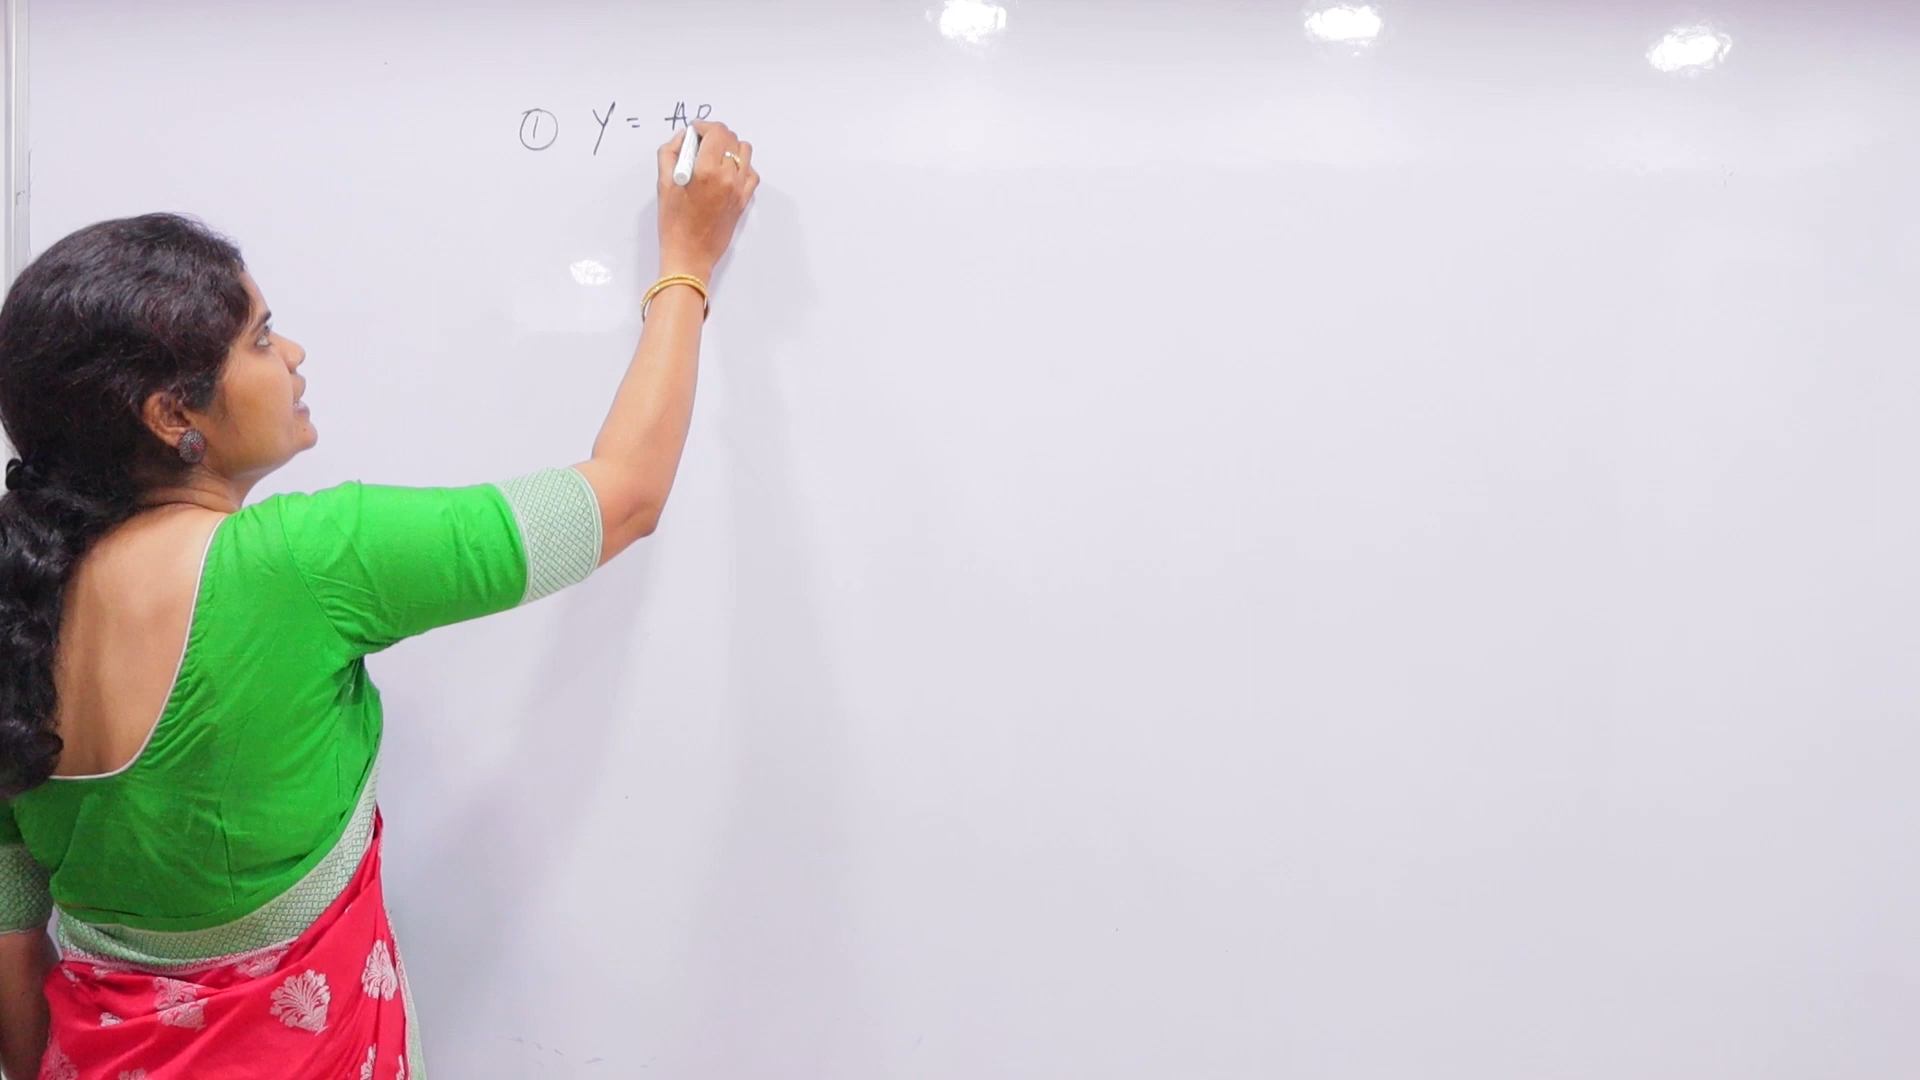 ① Y = AB